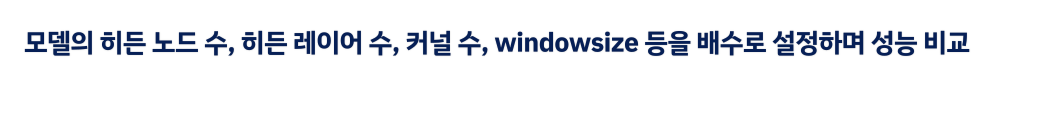 모델의 히든 노드 수, 히든 레이어 수, 커널 수, windowsize 등을 배수로 설정하며 성능 비교